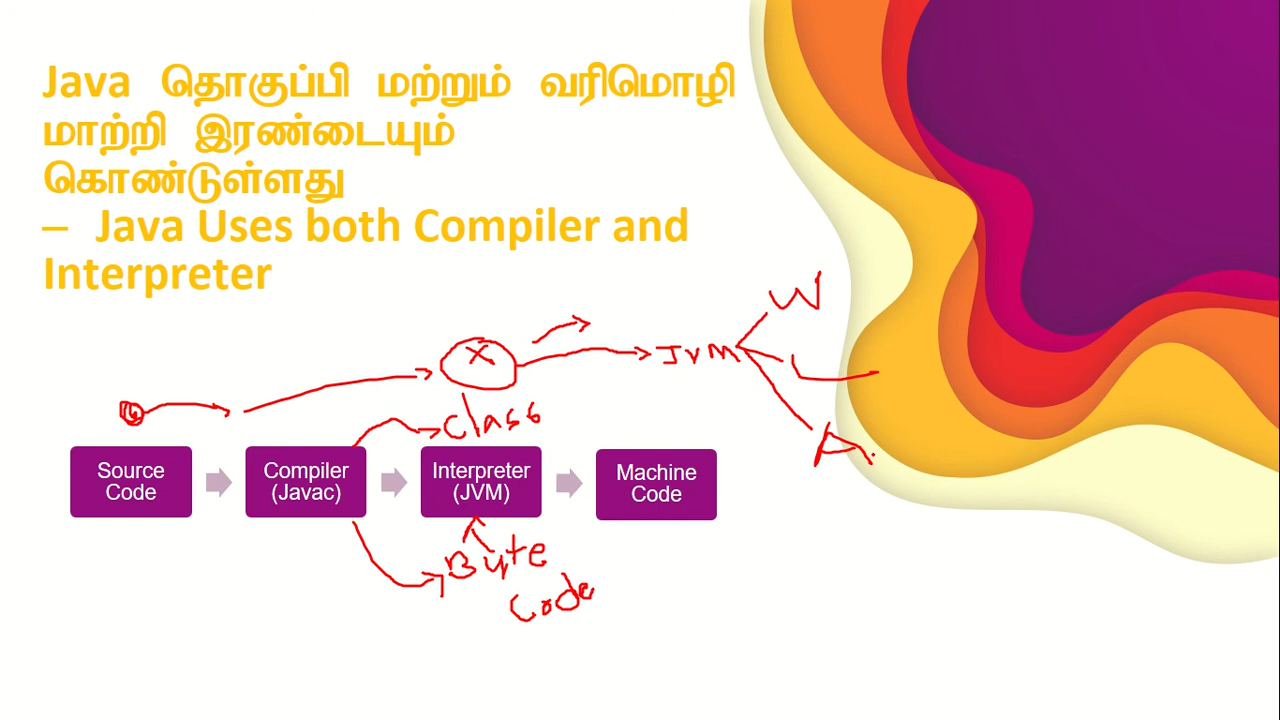 Java தொகுப்பி மற்றும் வரிமொழி
மாற்றி இரண்டையும்
கொண்டுள்ளது
– Java Uses both Compiler and
Interpreter
W
X
JVM
class
Source
Code
Compiler
(Javac)
Interpreter
(JVM)
Machine
Code
Byte
Code